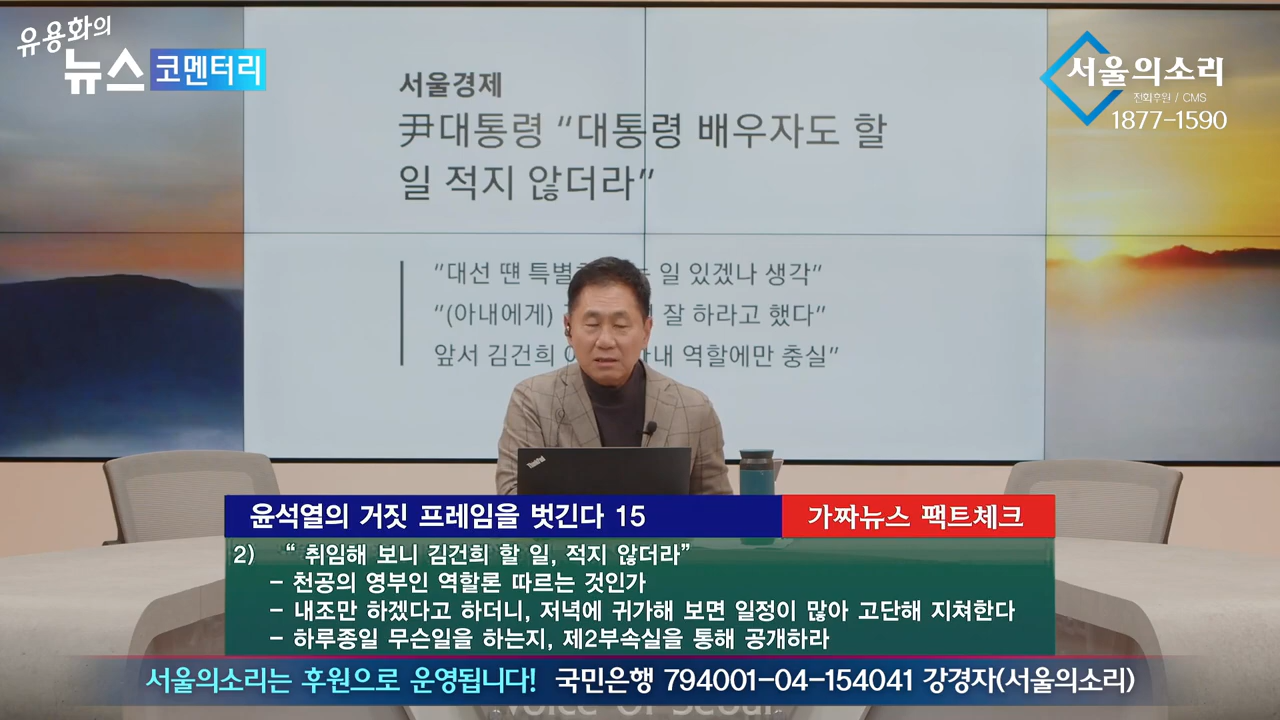 유용화의
뉴스 코멘터리
서울의소리
전화후원 / CMS
1877-1590
서울경제
尹대통령 “대통령 배우자도 할
일 적지 않더라”
“대선 땐 특별 일 있겠나 생각”
“(아내에게) 잘 하라고 했다”
앞서 김건희 역할에만 충실”
ThinkPad
윤석열의 거짓 프레임을 벗긴다 15
가짜뉴스 팩트체크
2) “ 취임해 보니 김건희 할 일, 적지 않더라”
- 천공의 영부인 역할론 따르는 것인가
- 내조만 하겠다고 하더니, 저녁에 귀가해 보면 일정이 많아 고단해 지쳐한다
- 하루종일 무슨일을 하는지, 제2부속실을 통해 공개하라
서울의소리는 후원으로 운영됩니다! 국민은행 794001-04-154041 강경자(서울의소리)
Voice Of Seoul